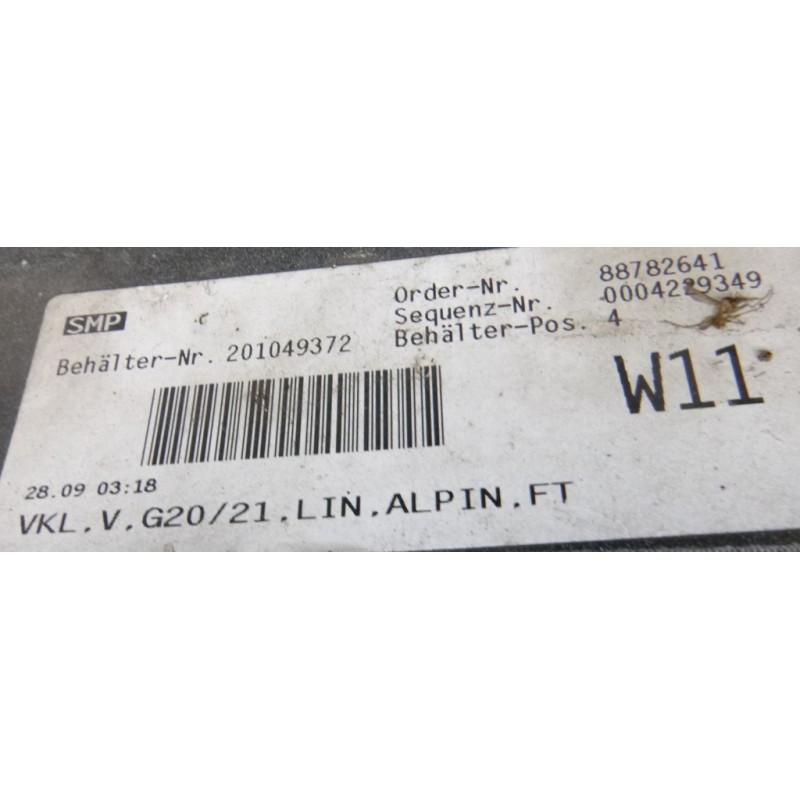 SMP
Order-Nr. 88782641
Sequenz-Nr. 0004229349
Behälter-Nr. 201049372
Behälter-Pos. 4
W11
28.09 03:18
VKL.V.G20/21.LIN.ALPIN.FT